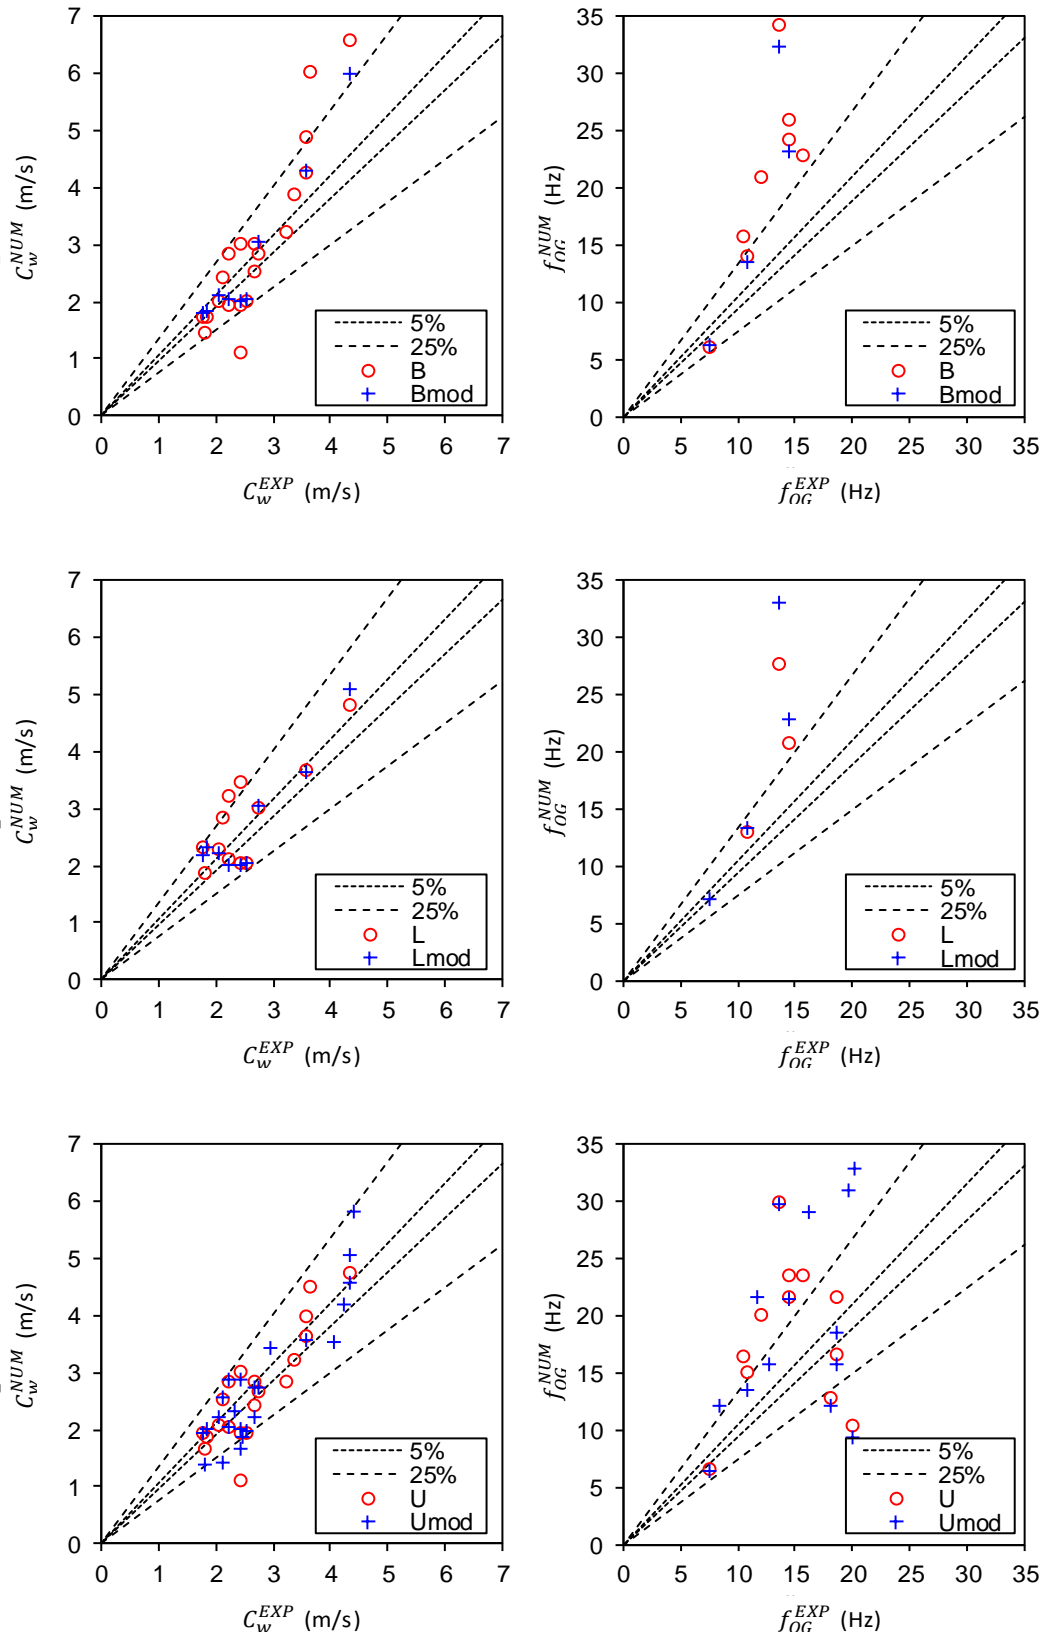 7
6
5
4
3
2
1
0
C_w^NUM (m/s)
5%
25%
B
Bmod
0 1 2 3 4 5 6 7
C_w^EXP (m/s)
35
30
25
20
15
10
5
0
f_OG^NUM (Hz)
5%
25%
B
Bmod
0 5 10 15 20 25 30 35
f_OG^EXP (Hz)
7
6
5
4
3
2
1
0
C_w^NUM (m/s)
5%
25%
L
Lmod
0 1 2 3 4 5 6 7
C_w^EXP (m/s)
35
30
25
20
15
10
5
0
f_OG^NUM (Hz)
5%
25%
L
Lmod
0 5 10 15 20 25 30 35
f_OG^EXP (Hz)
7
6
5
4
3
2
1
0
C_w^NUM (m/s)
5%
25%
U
Umod
0 1 2 3 4 5 6 7
C_w^EXP (m/s)
35
30
25
20
15
10
5
0
f_OG^NUM (Hz)
5%
25%
U
Umod
0 5 10 15 20 25 30 35
f_OG^EXP (Hz)